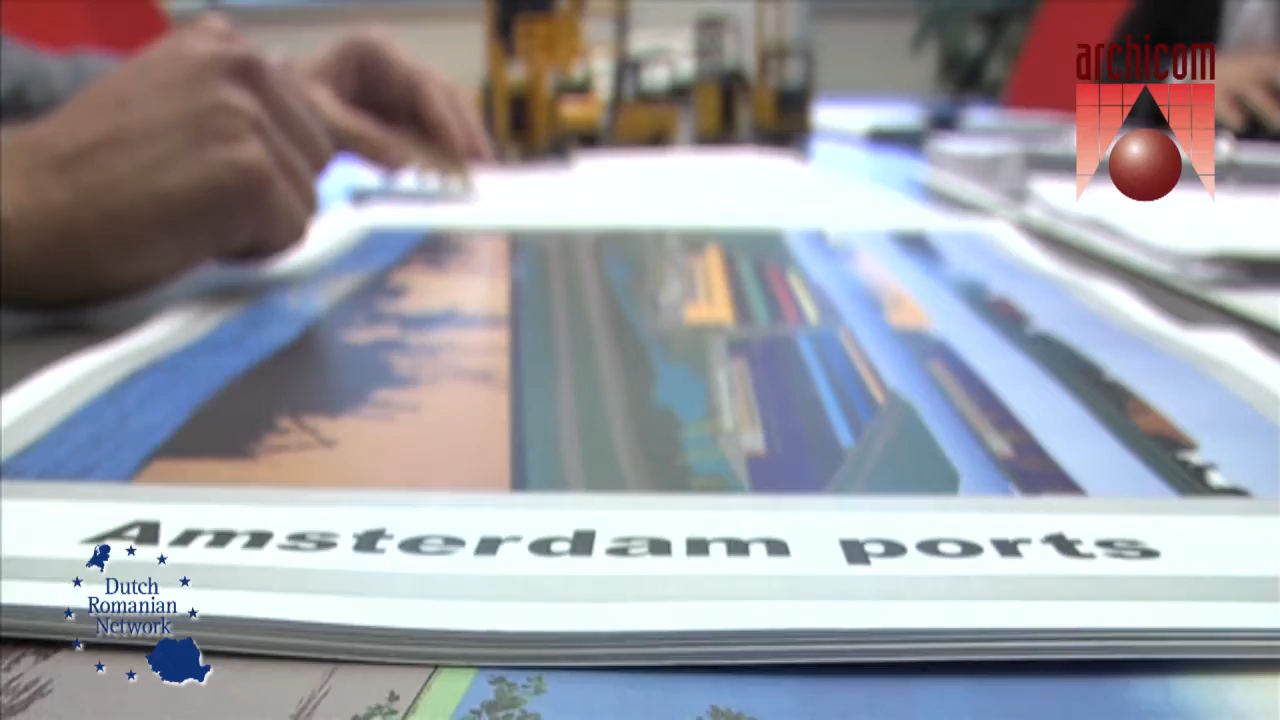 archicom
Amsterdam ports
Dutch
Romanian
Network